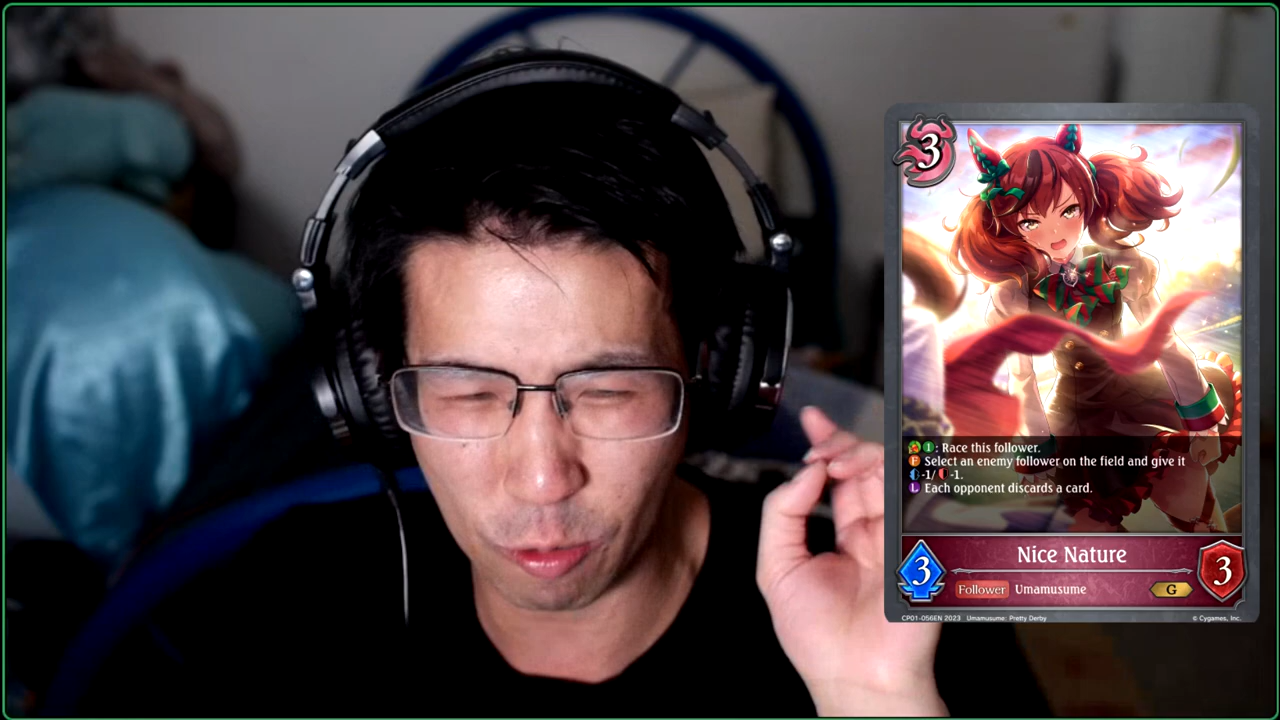 3
1 : Race this follower.
F Select an enemy follower on the field and give it
-1/ -1.
L Each opponent discards a card.
Nice Nature
3 Follower Umamusume G 3
CP01-056EN 2023 Umamusume: Pretty Derby © Cygames, Inc.